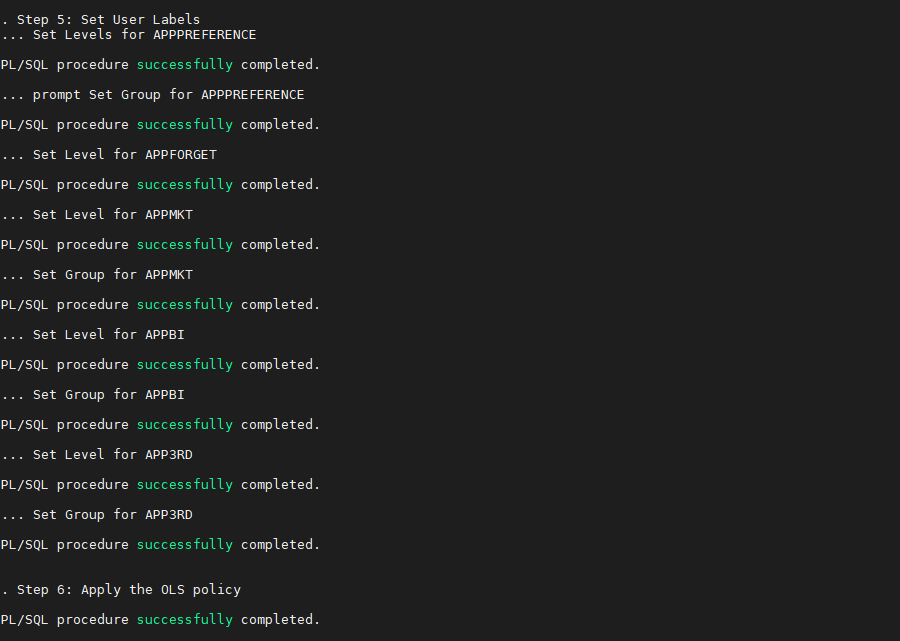 . Step 5: Set User Labels
... Set Levels for APPPREFERENCE
PL/SQL procedure successfully completed.
... prompt Set Group for APPPREFERENCE
PL/SQL procedure successfully completed.
... Set Level for APPFORGET
PL/SQL procedure successfully completed.
... Set Level for APPMKT
PL/SQL procedure successfully completed.
... Set Group for APPMKT
PL/SQL procedure successfully completed.
... Set Level for APPBI
PL/SQL procedure successfully completed.
... Set Group for APPBI
PL/SQL procedure successfully completed.
... Set Level for APP3RD
PL/SQL procedure successfully completed.
... Set Group for APP3RD
PL/SQL procedure successfully completed.
. Step 6: Apply the OLS policy
PL/SQL procedure successfully completed.